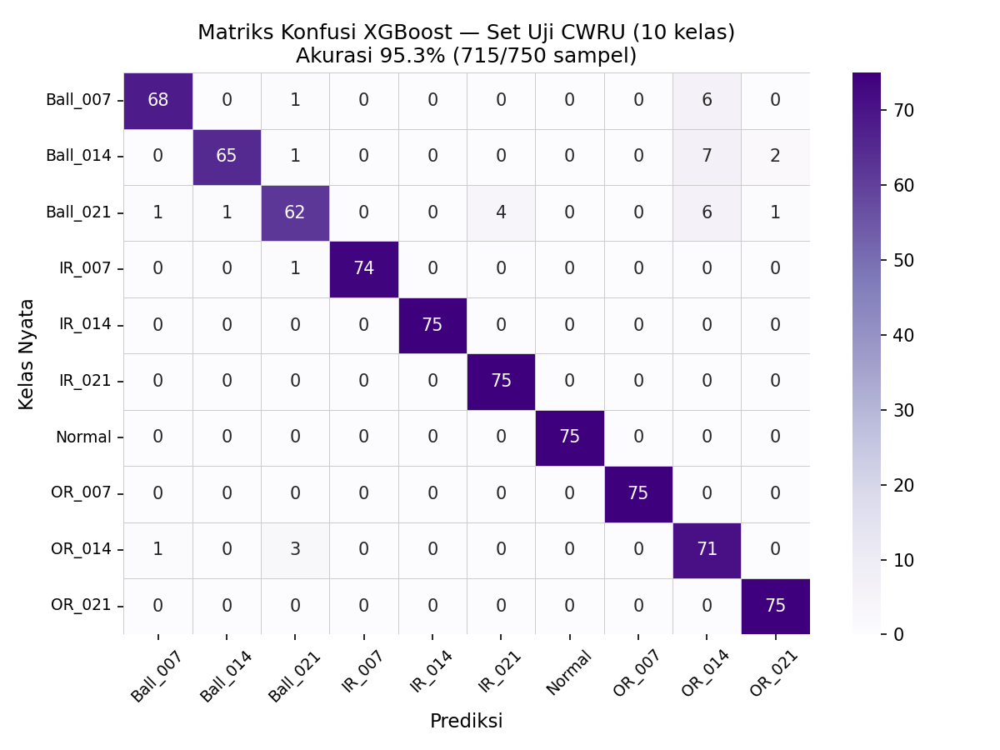 Matriks Konfusi XGBoost — Set Uji CWRU (10 kelas)
Akurasi 95.3% (715/750 sampel)
Kelas Nyata
Ball_007 68 0 1 0 0 0 0 0 6 0
Ball_014 0 65 1 0 0 0 0 0 7 2
Ball_021 1 1 62 0 0 4 0 0 6 1
IR_007 0 0 1 74 0 0 0 0 0 0
IR_014 0 0 0 0 75 0 0 0 0 0
IR_021 0 0 0 0 0 75 0 0 0 0
Normal 0 0 0 0 0 0 75 0 0 0
OR_007 0 0 0 0 0 0 0 75 0 0
OR_014 1 0 3 0 0 0 0 0 71 0
OR_021 0 0 0 0 0 0 0 0 0 75
Ball_007 Ball_014 Ball_021 IR_007 IR_014 IR_021 Normal OR_007 OR_014 OR_021
Prediksi
70
60
50
40
30
20
10
0